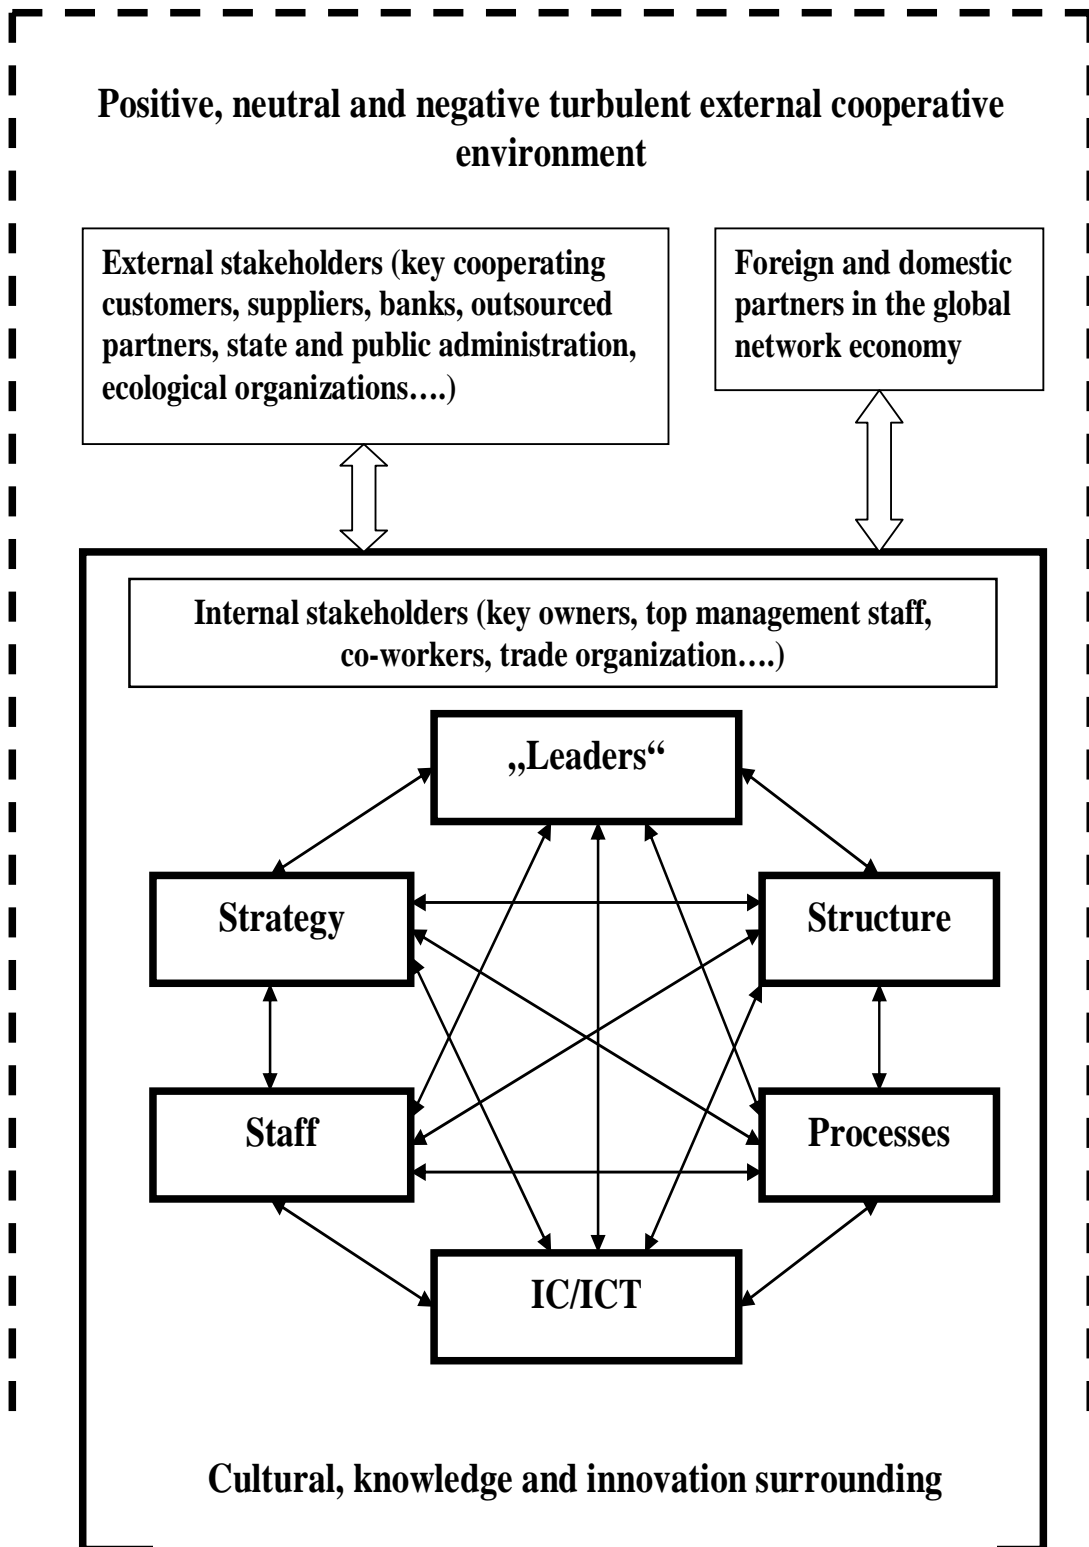 Positive, neutral and negative turbulent external cooperative
environment
External stakeholders (key cooperating
customers, suppliers, banks, outsourced
partners, state and public administration,
ecological organizations….)
Foreign and domestic
partners in the global
network economy
Internal stakeholders (key owners, top management staff,
co-workers, trade organization….)
„Leaders“
Strategy
Structure
Staff
Processes
IC/ICT
Cultural, knowledge and innovation surrounding